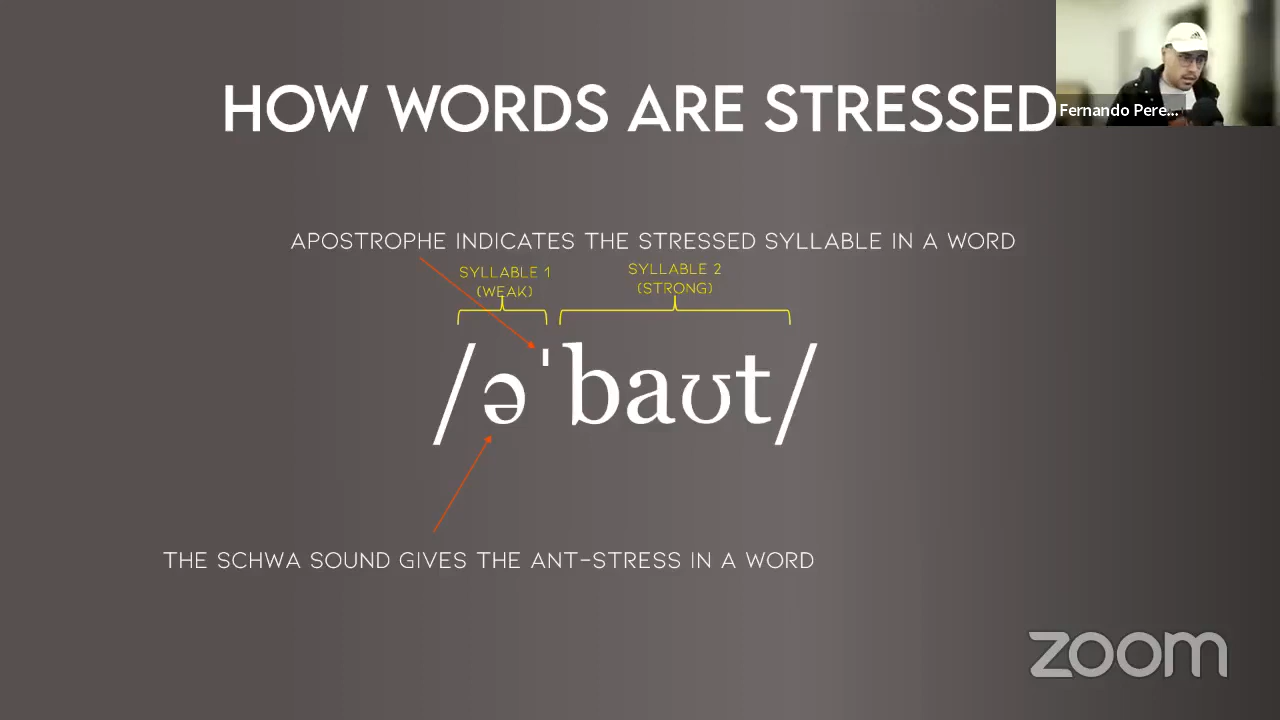 HOW WORDS ARE STRESSED
Fernando Pere...
APOSTROPHE INDICATES THE STRESSED SYLLABLE IN A WORD
SYLLABLE 1
(WEAK)
SYLLABLE 2
(STRONG)
/əˈbaʊt/
THE SCHWA SOUND GIVES THE ANT-STRESS IN A WORD
zoom